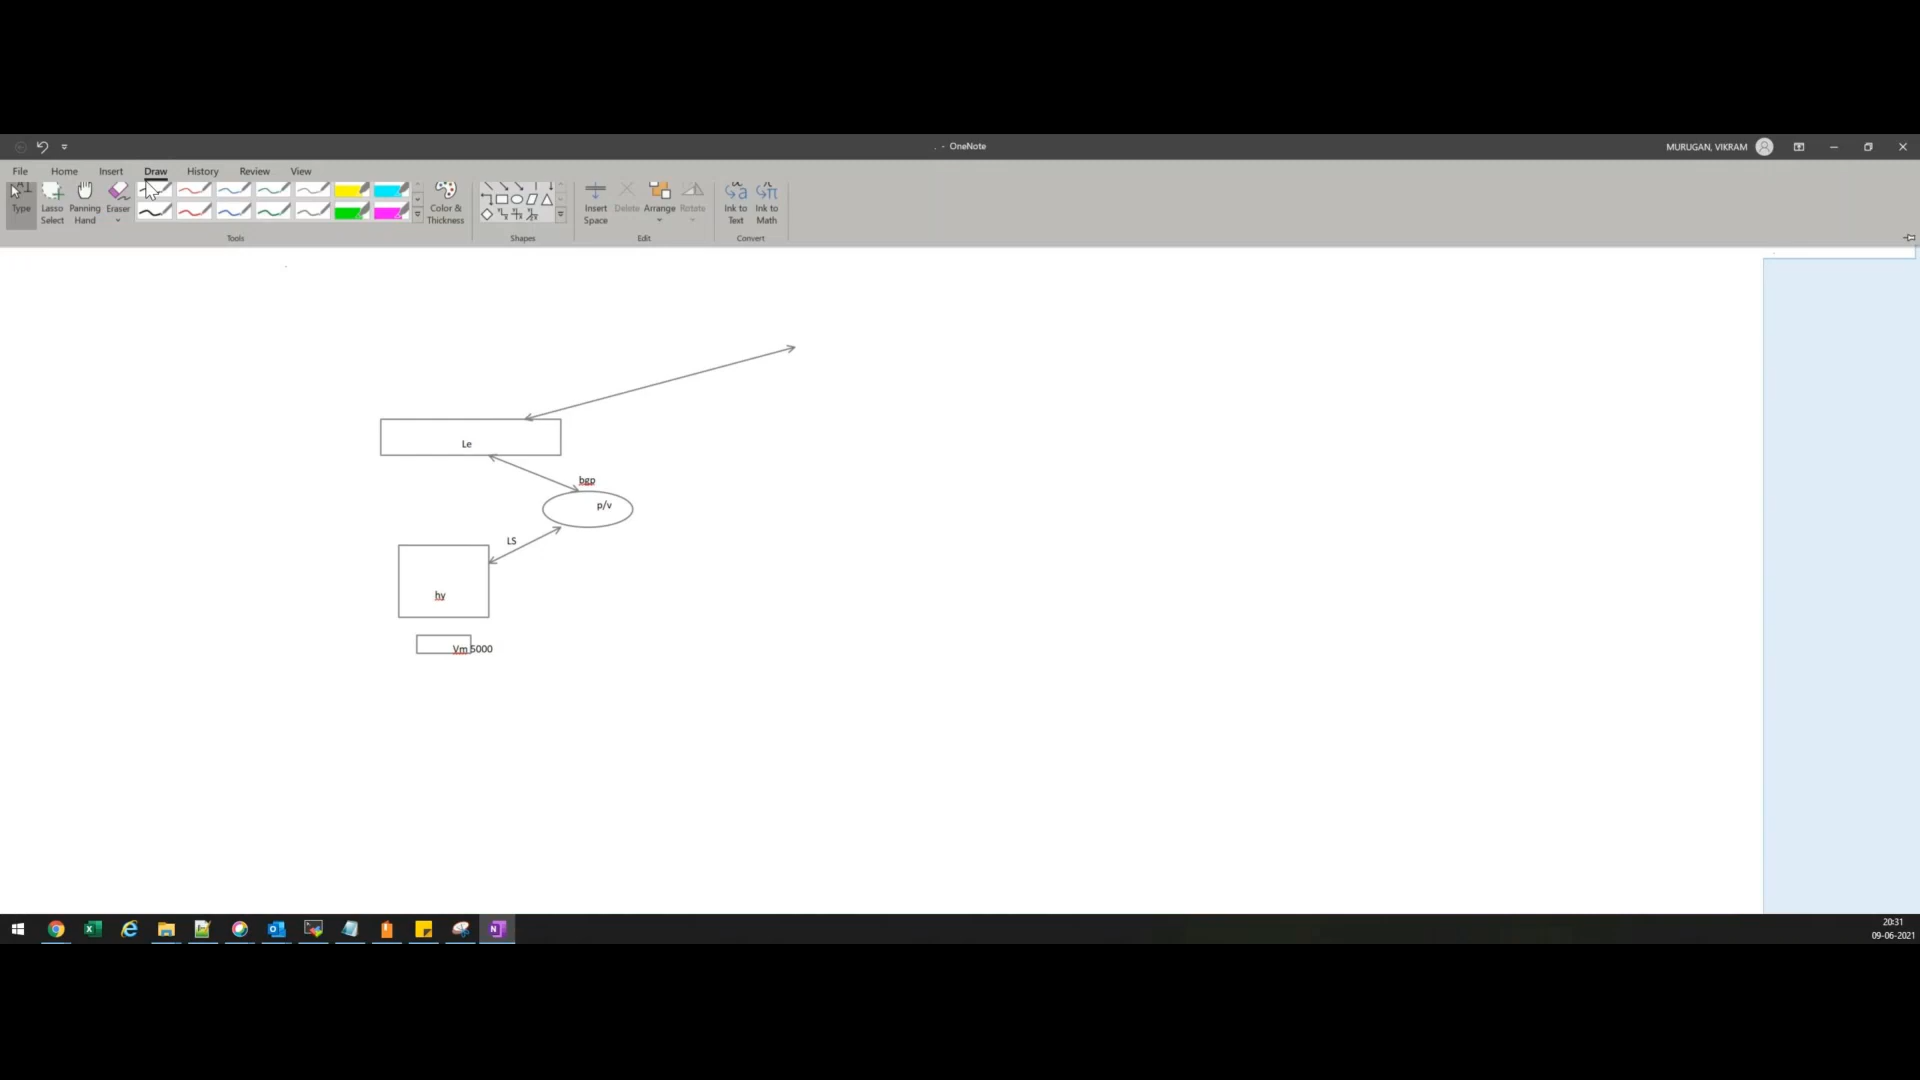 . - OneNote
MURUGAN, VIKRAM
File Home Insert Draw History Review View
Type
Lasso Select
Panning Hand
Eraser
Color & Thickness
Insert Space
Delete
Arrange
Rotate
Ink to Text
Ink to Math
Tools
Shapes
Edit
Convert
Le
bgp
p/v
LS
hv
Vm 5000
20:31
09-06-2021